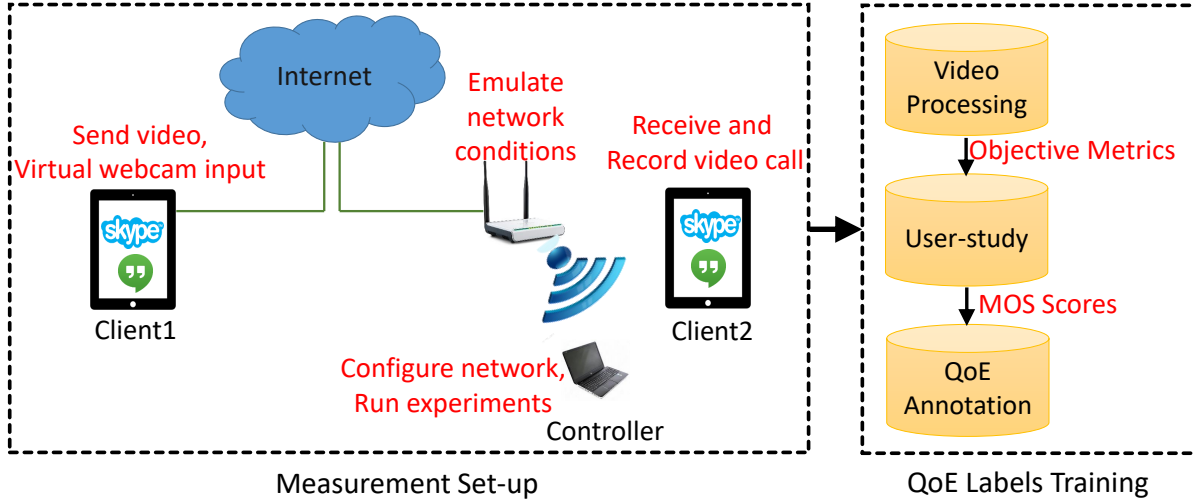 Internet
Send video,
Virtual webcam input
Emulate
network
conditions
Receive and
Record video call
skype
skype
Client1
Client2
Configure network,
Run experiments
Controller
Measurement Set-up
Video
Processing
Objective Metrics
User-study
MOS Scores
QoE
Annotation
QoE Labels Training